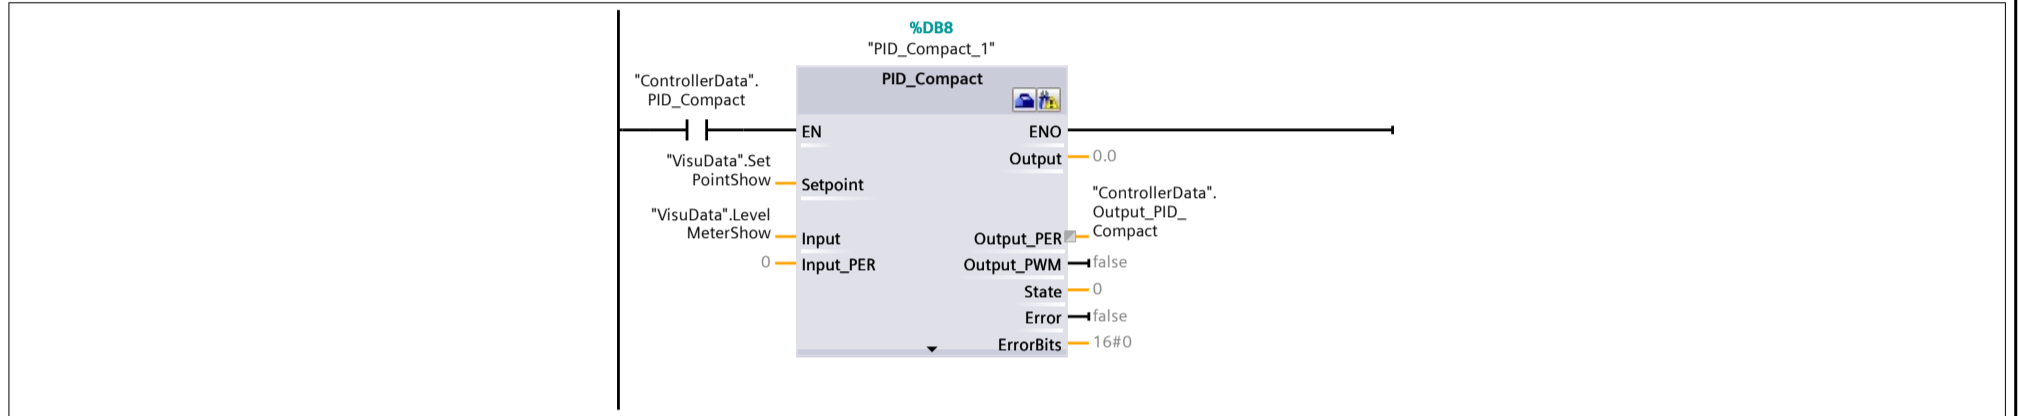 %DB8
"PID_Compact_1"
PID_Compact
"ControllerData".
PID_Compact
EN
ENO
Output
0.0
"VisuData".Set
PointShow
Setpoint
"VisuData".Level
MeterShow
Input
Output_PER
"ControllerData".
Output_PID_
Compact
0
Input_PER
Output_PWM
false
State
0
Error
false
ErrorBits
16#0